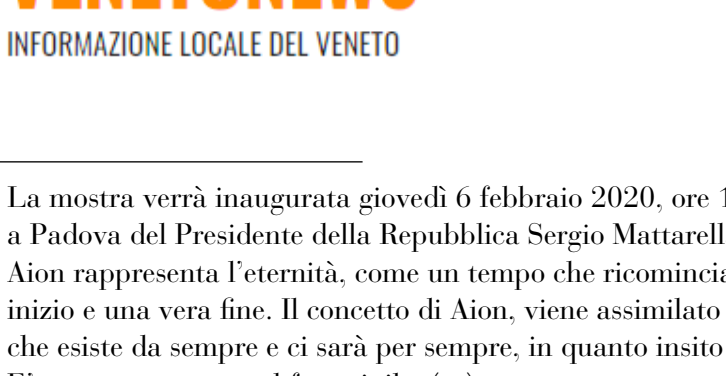 VENETONEWS
INFORMAZIONE LOCALE DEL VENETO
La mostra verrà inaugurata giovedì 6 febbraio 2020, ore
a Padova del Presidente della Repubblica Sergio
Aion rappresenta l’eternità, come un tempo che ricomincia
inizio e una vera fine. Il concetto di Aion, viene assimilato
che esiste da sempre e ci sarà per sempre, in quanto insito